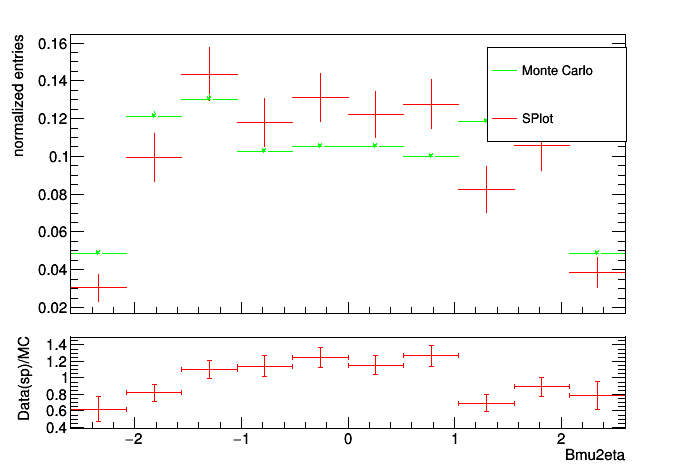 normalized entries
0.16
0.14
0.12
0.1
0.08
0.06
0.04
0.02
Monte Carlo
SPlot
Data(sp)/MC
1.4
1.2
1
0.8
0.6
0.4
−2 −1 0 1 2
Bmu2eta